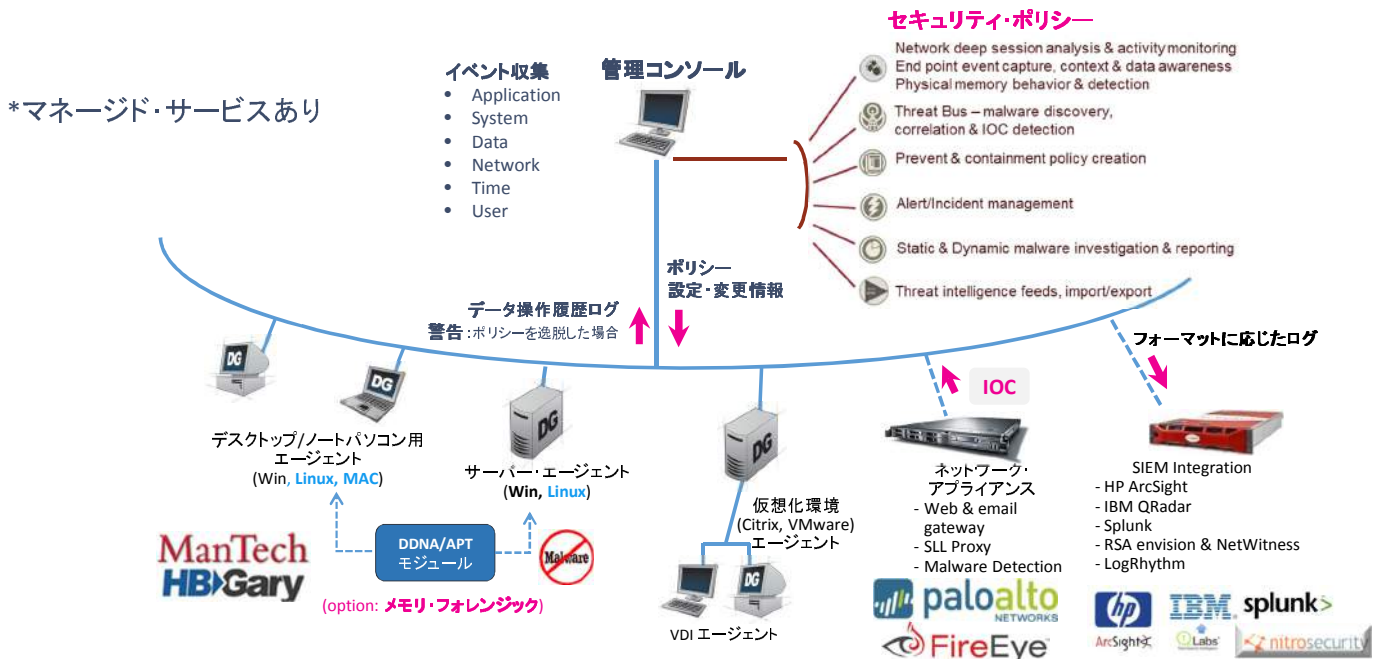 セキュリティ・ポリシー
*マネージド・サービスあり
イベント収集
• Application
• System
• Data
• Network
• Time
• User
管理コンソール
Network deep session analysis & activity monitoring
End point event capture, context & data awareness
Physical memory behavior & detection
Threat Bus – malware discovery,
correlation & IOC detection
Prevent & containment policy creation
Alert/Incident management
Static & Dynamic malware investigation & reporting
Threat intelligence feeds, import/export
ポリシー
設定・変更情報
データ操作履歴ログ
警告:ポリシーを逸脱した場合
フォーマットに応じたログ
IOC
DG
DG
DG
DG
DG
デスクトップ/ノートパソコン用
エージェント
(Win, Linux, MAC)
サーバー・エージェント
(Win, Linux)
DDNA/APT
モジュール
(option: メモリ・フォレンジック)
Malware
ManTech
HBGary
仮想化環境
(Citrix, VMware)
エージェント
VDI エージェント
ネットワーク・
アプライアンス
- Web & email
gateway
- SLL Proxy
- Malware Detection
paloalto
NETWORKS
FireEye™
SIEM Integration
- HP ArcSight
- IBM QRadar
- Splunk
- RSA envision & NetWitness
- LogRhythm
hp
ArcSight
IBM.
Q1Labs
splunk>
nitrosecurity